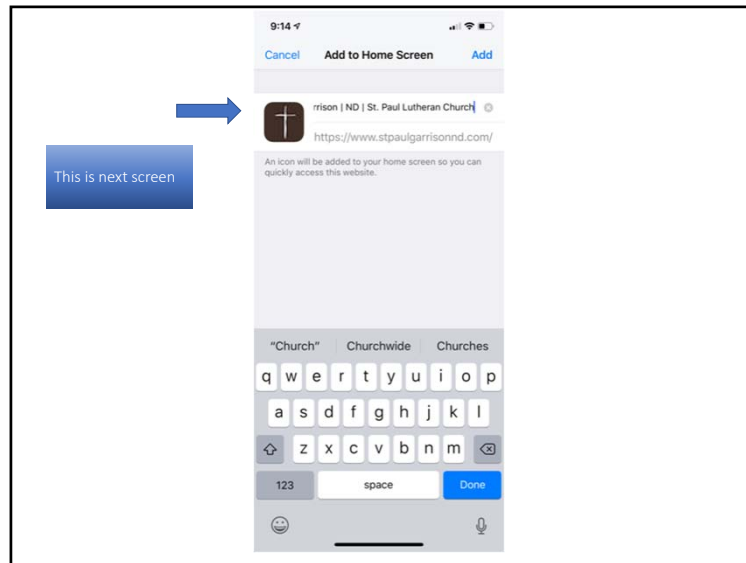 9:14
Cancel Add to Home Screen Add
rrison | ND | St. Paul Lutheran Church
https://www.stpaulgarrisonnd.com/
An icon will be added to your home screen so you can
quickly access this website.
This is next screen
"Church" Churchwide Churches
q w e r t y u i o p
a s d f g h j k l
z x c v b n m
123 space Done